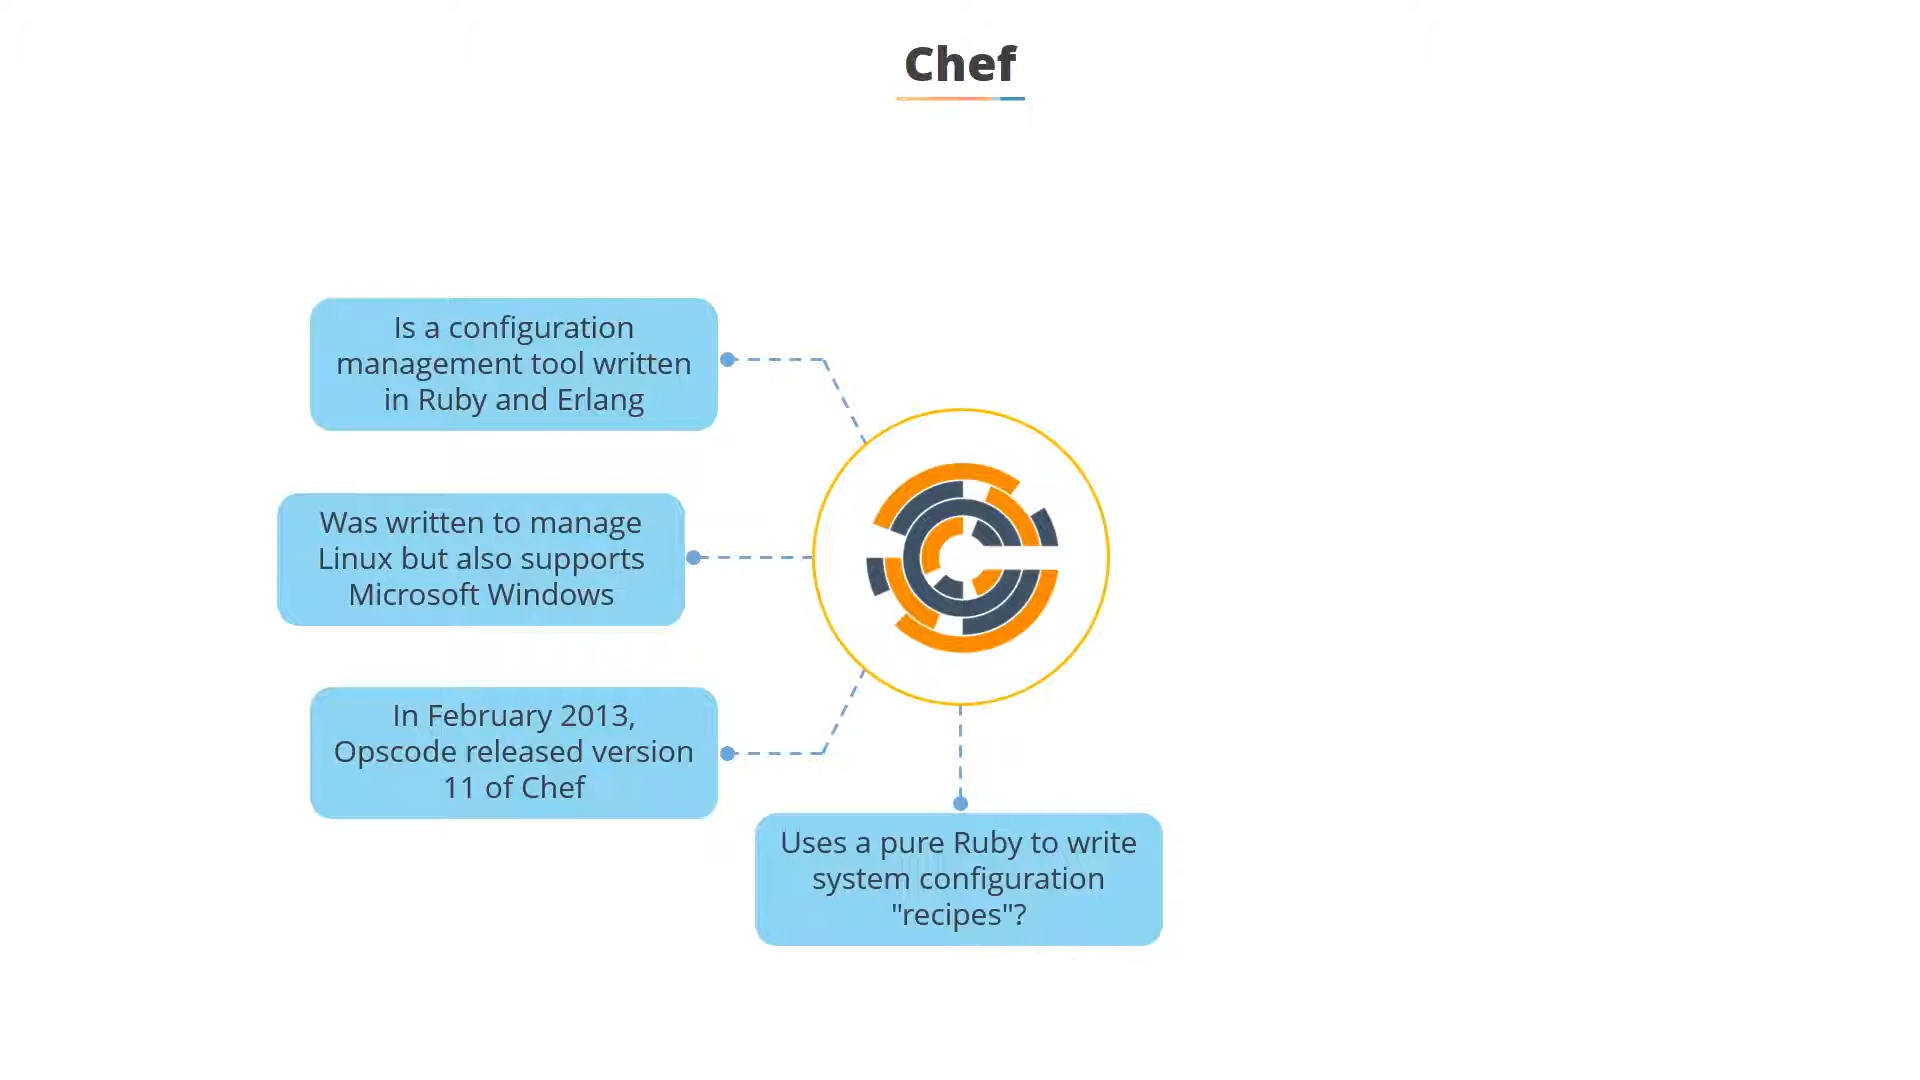 Chef
Is a configuration
management tool written
in Ruby and Erlang
Was written to manage
Linux but also supports
Microsoft Windows
In February 2013,
Opscode released version
11 of Chef
Uses a pure Ruby to write
system configuration
"recipes"?